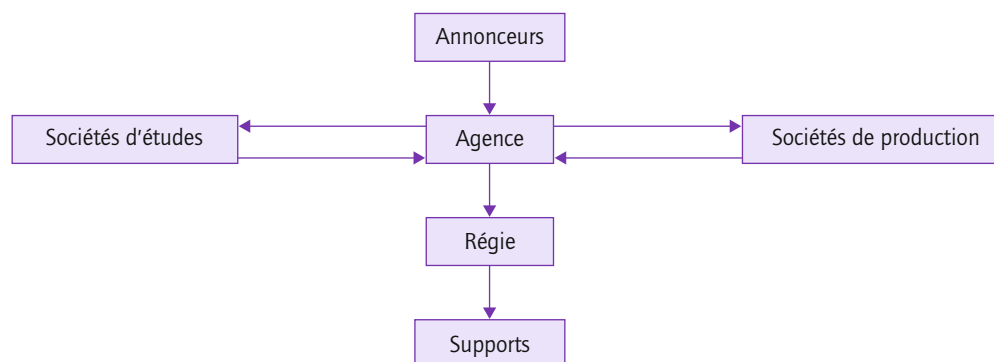 Annonceurs
Sociétés d'études
Agence
Sociétés de production
Régie
Supports